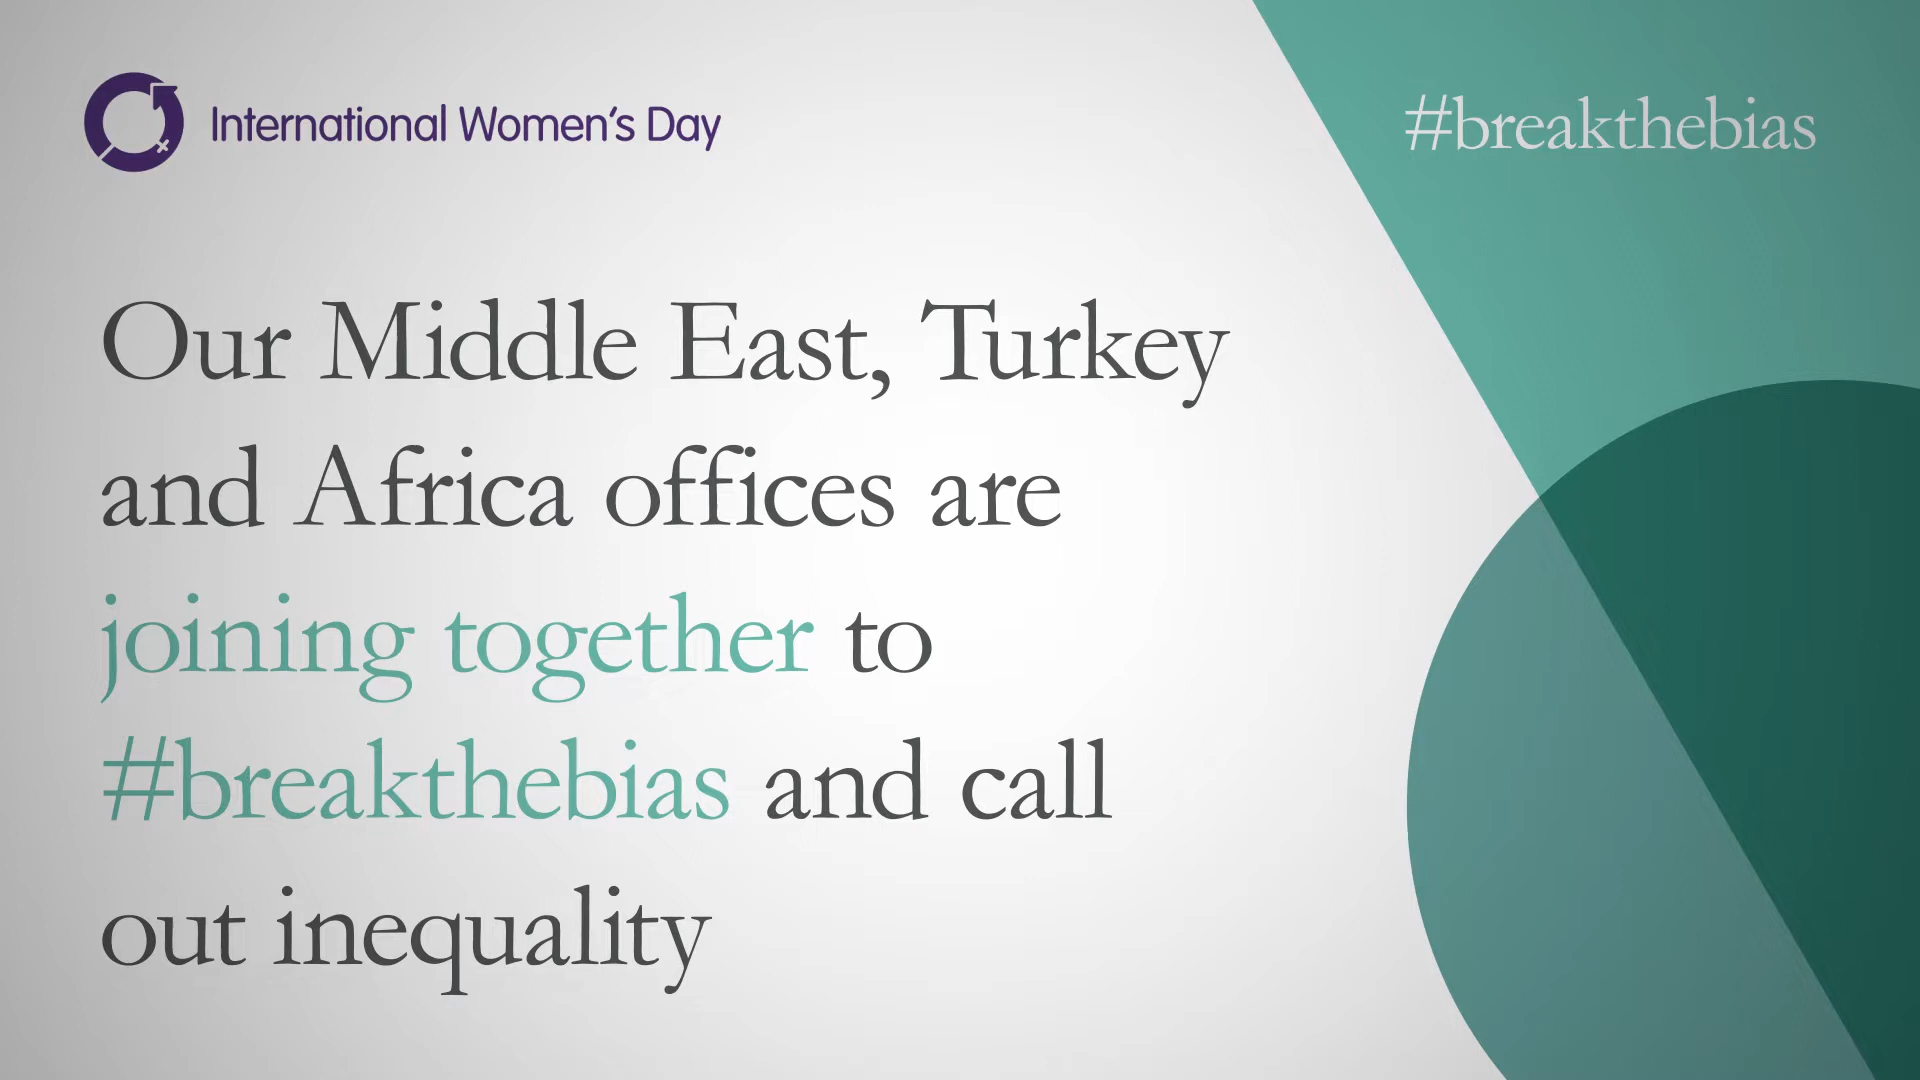 International Women's Day
#breakthebias
Our Middle East, Turkey
and Africa offices are
joining together to
#breakthebias and call
out inequality